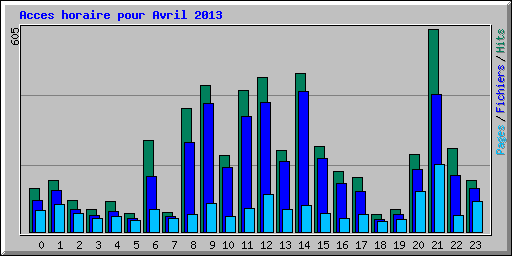 Acces horaire pour Avril 2013
605
Pages / Fichiers / Hits
0 1 2 3 4 5 6 7 8 9 10 11 12 13 14 15 16 17 18 19 20 21 22 23